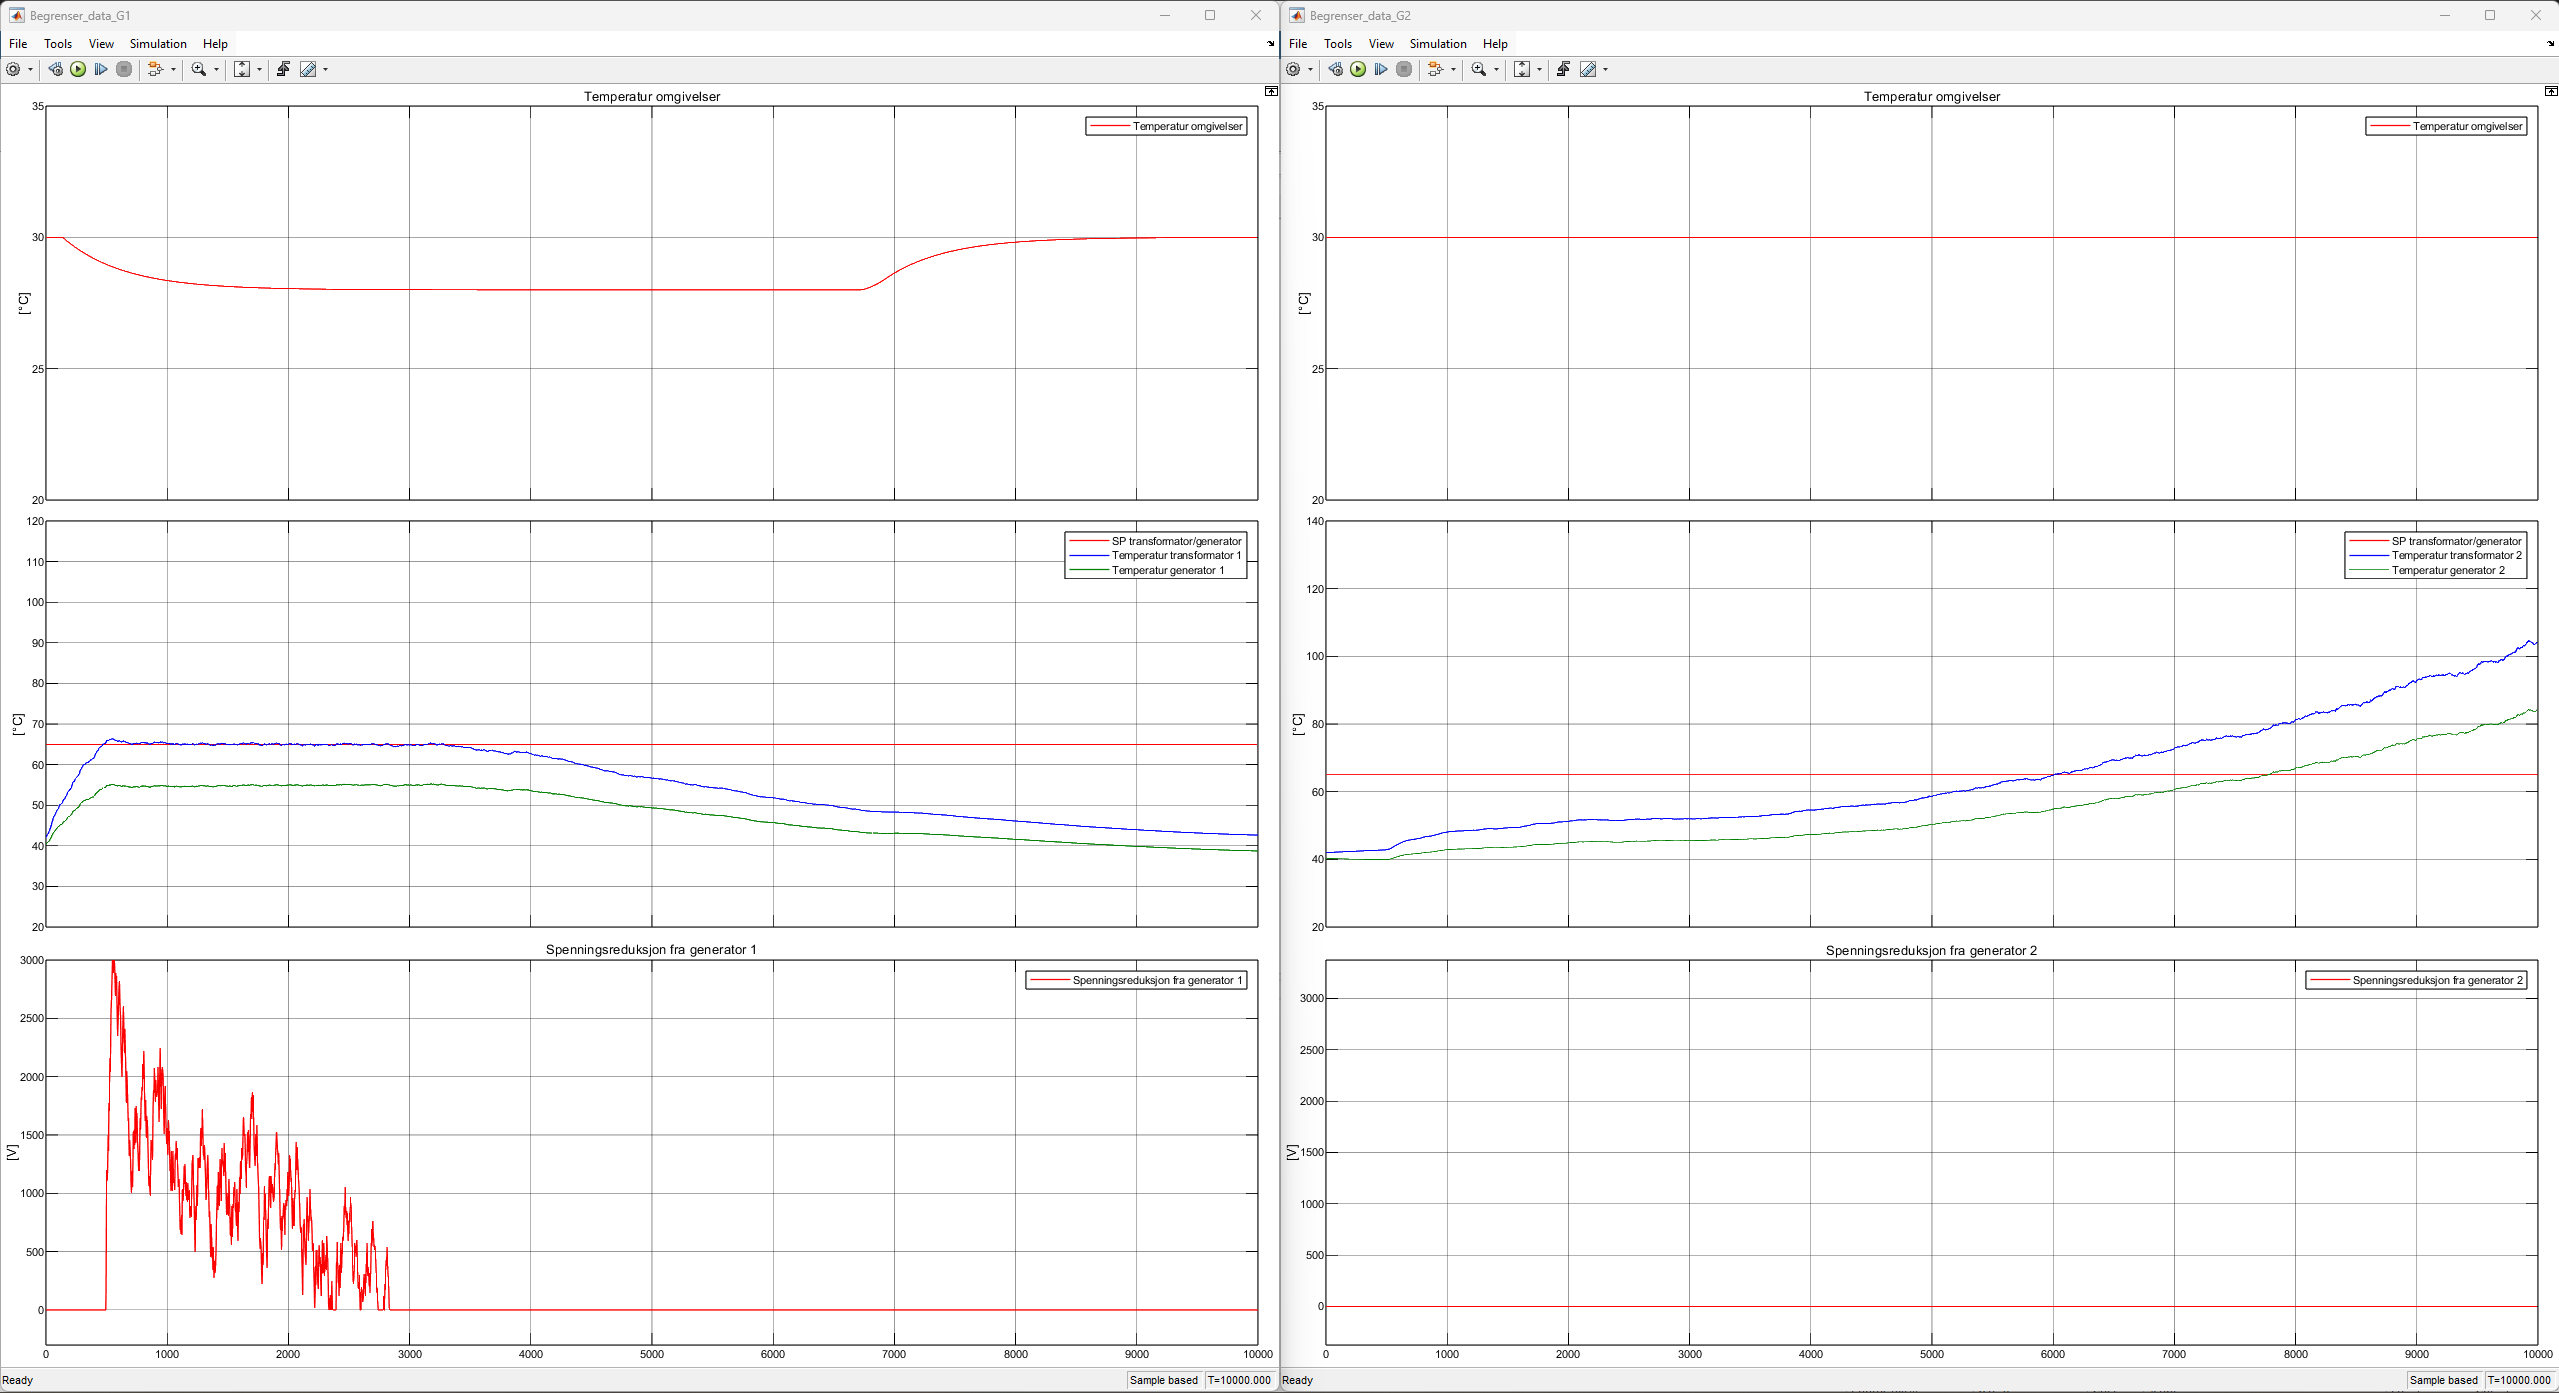 Begrenser_data_G1
File Tools View Simulation Help
Temperatur omgivelser
Temperatur omgivelser
35
30
25
20
[°C]
SP transformator/generator
Temperatur transformator 1
Temperatur generator 1
120
110
100
90
80
70
60
50
40
30
20
[°C]
Spenningsreduksjon fra generator 1
Spenningsreduksjon fra generator 1
3000
2500
2000
1500
1000
500
0
[V]
0 1000 2000 3000 4000 5000 6000 7000 8000 9000 10000
Ready Sample based T=10000.000
Begrenser_data_G2
File Tools View Simulation Help
Temperatur omgivelser
Temperatur omgivelser
35
30
25
20
[°C]
SP transformator/generator
Temperatur transformator 2
Temperatur generator 2
140
120
100
80
60
40
20
[°C]
Spenningsreduksjon fra generator 2
Spenningsreduksjon fra generator 2
3000
2500
2000
1500
1000
500
0
[V]
0 1000 2000 3000 4000 5000 6000 7000 8000 9000 10000
Ready Sample based T=10000.000